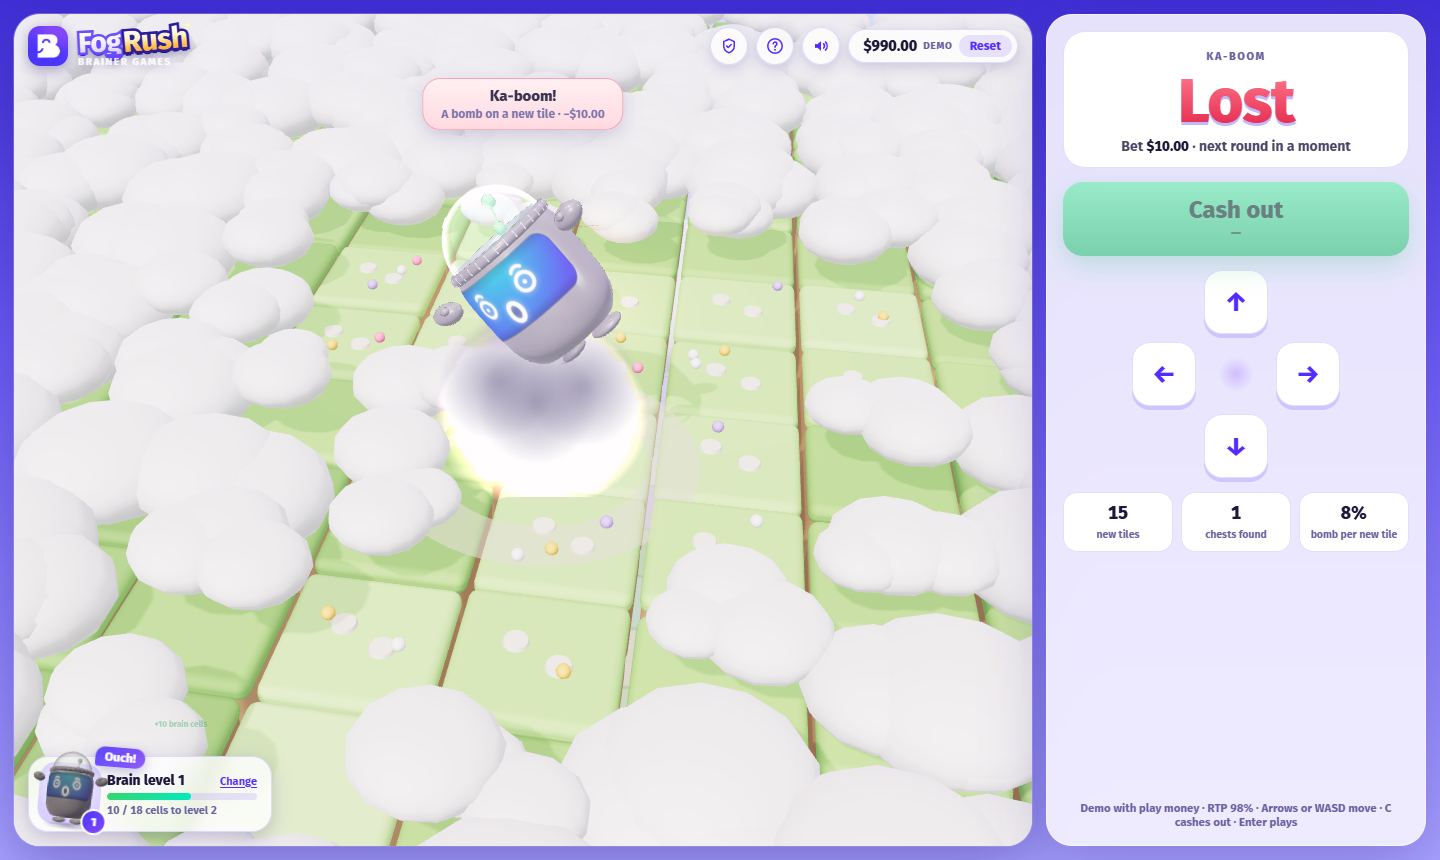 FogRush
BRAINER GAMES
$990.00 DEMO Reset
Ka-boom!
A bomb on a new tile · −$10.00
+10 brain cells
Ouch!
Brain level 1 Change
10 / 18 cells to level 2
1
KA-BOOM
Lost
Bet $10.00 · next round in a moment
Cash out
–
15
new tiles
1
chests found
8%
bomb per new tile
Demo with play money · RTP 98% · Arrows or WASD move · C
cashes out · Enter plays